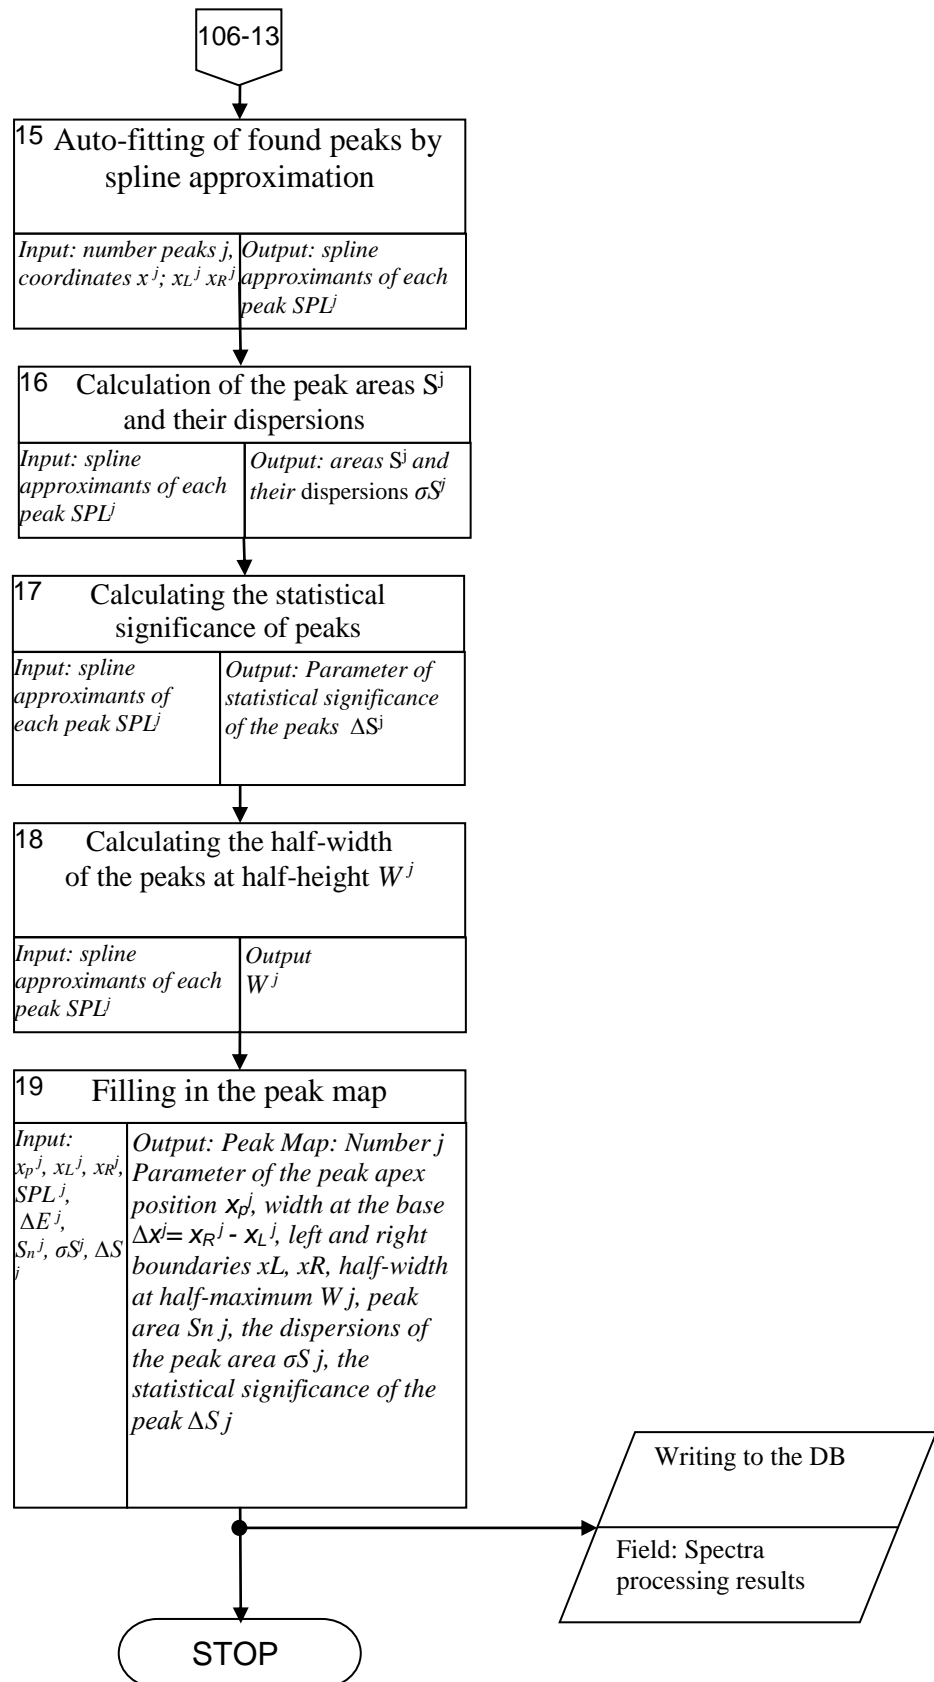 106-13
15 Auto-fitting of found peaks by
spline approximation
Input: number peaks j,
coordinates x j; xL j xR j
Output: spline
approximants of each
peak SPLj
16 Calculation of the peak areas Sj
and their dispersions
Input: spline
approximants of each
peak SPLj
Output: areas Sj and
their dispersions σSj
17 Calculating the statistical
significance of peaks
Input: spline
approximants of
each peak SPLj
Output: Parameter of
statistical significance
of the peaks ΔSj
18 Calculating the half-width
of the peaks at half-height W j
Input: spline
approximants of each
peak SPLj
Output
W j
19 Filling in the peak map
Input:
xp j, xL j, xR j,
SPL j,
ΔE j,
Sn j, σSj, ΔS
j
Output: Peak Map: Number j
Parameter of the peak apex
position xp j, width at the base
Δxj= xR j - xL j, left and right
boundaries xL, xR, half-width
at half-maximum W j, peak
area Sn j, the dispersions of
the peak area σS j, the
statistical significance of the
peak ΔS j
Writing to the DB
Field: Spectra
processing results
STOP